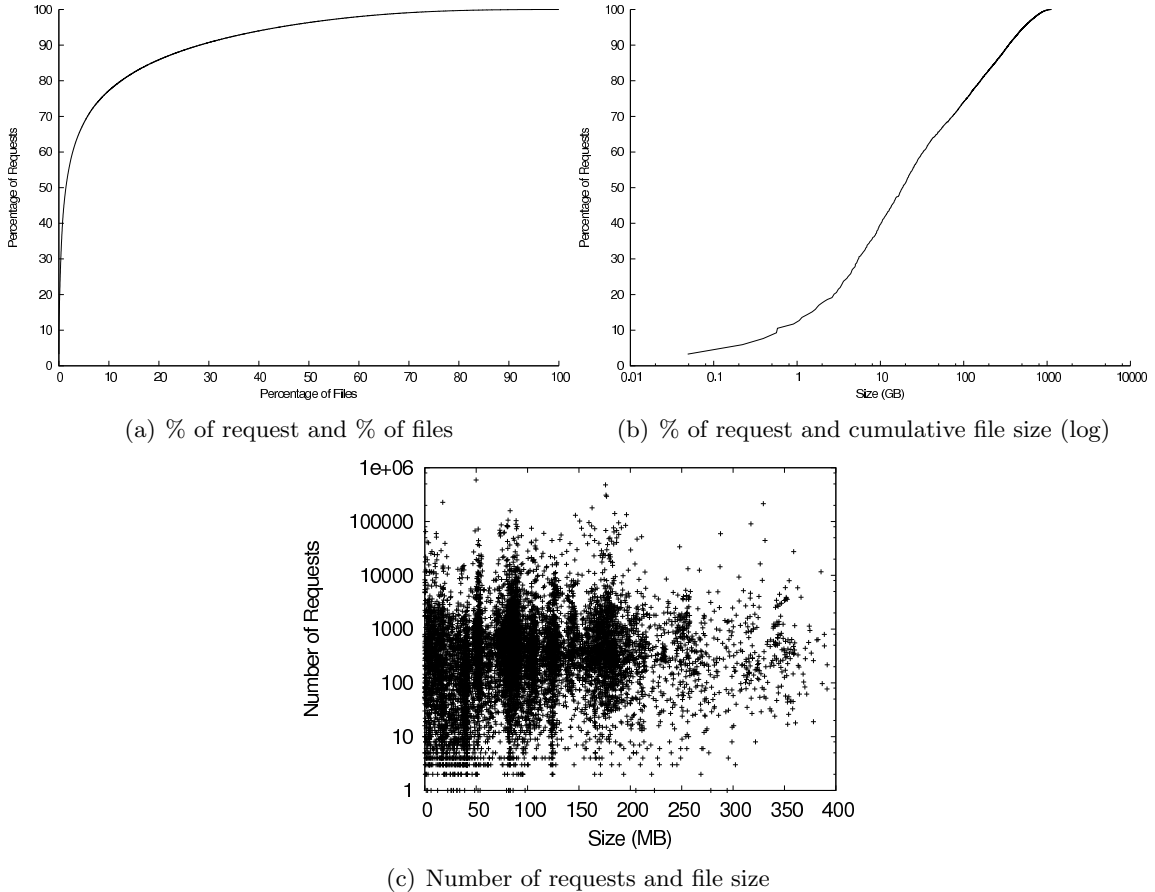 100
90
80
70
60
50
40
30
20
10
0
Percentage of Requests
0 10 20 30 40 50 60 70 80 90 100
Percentage of Files
(a) % of request and % of files
100
90
80
70
60
50
40
30
20
10
0
Percentage of Requests
0.01 0.1 1 10 100 1000 10000
Size (GB)
(b) % of request and cumulative file size (log)
1e+06
100000
10000
1000
100
10
1
Number of Requests
0 50 100 150 200 250 300 350 400
Size (MB)
(c) Number of requests and file size